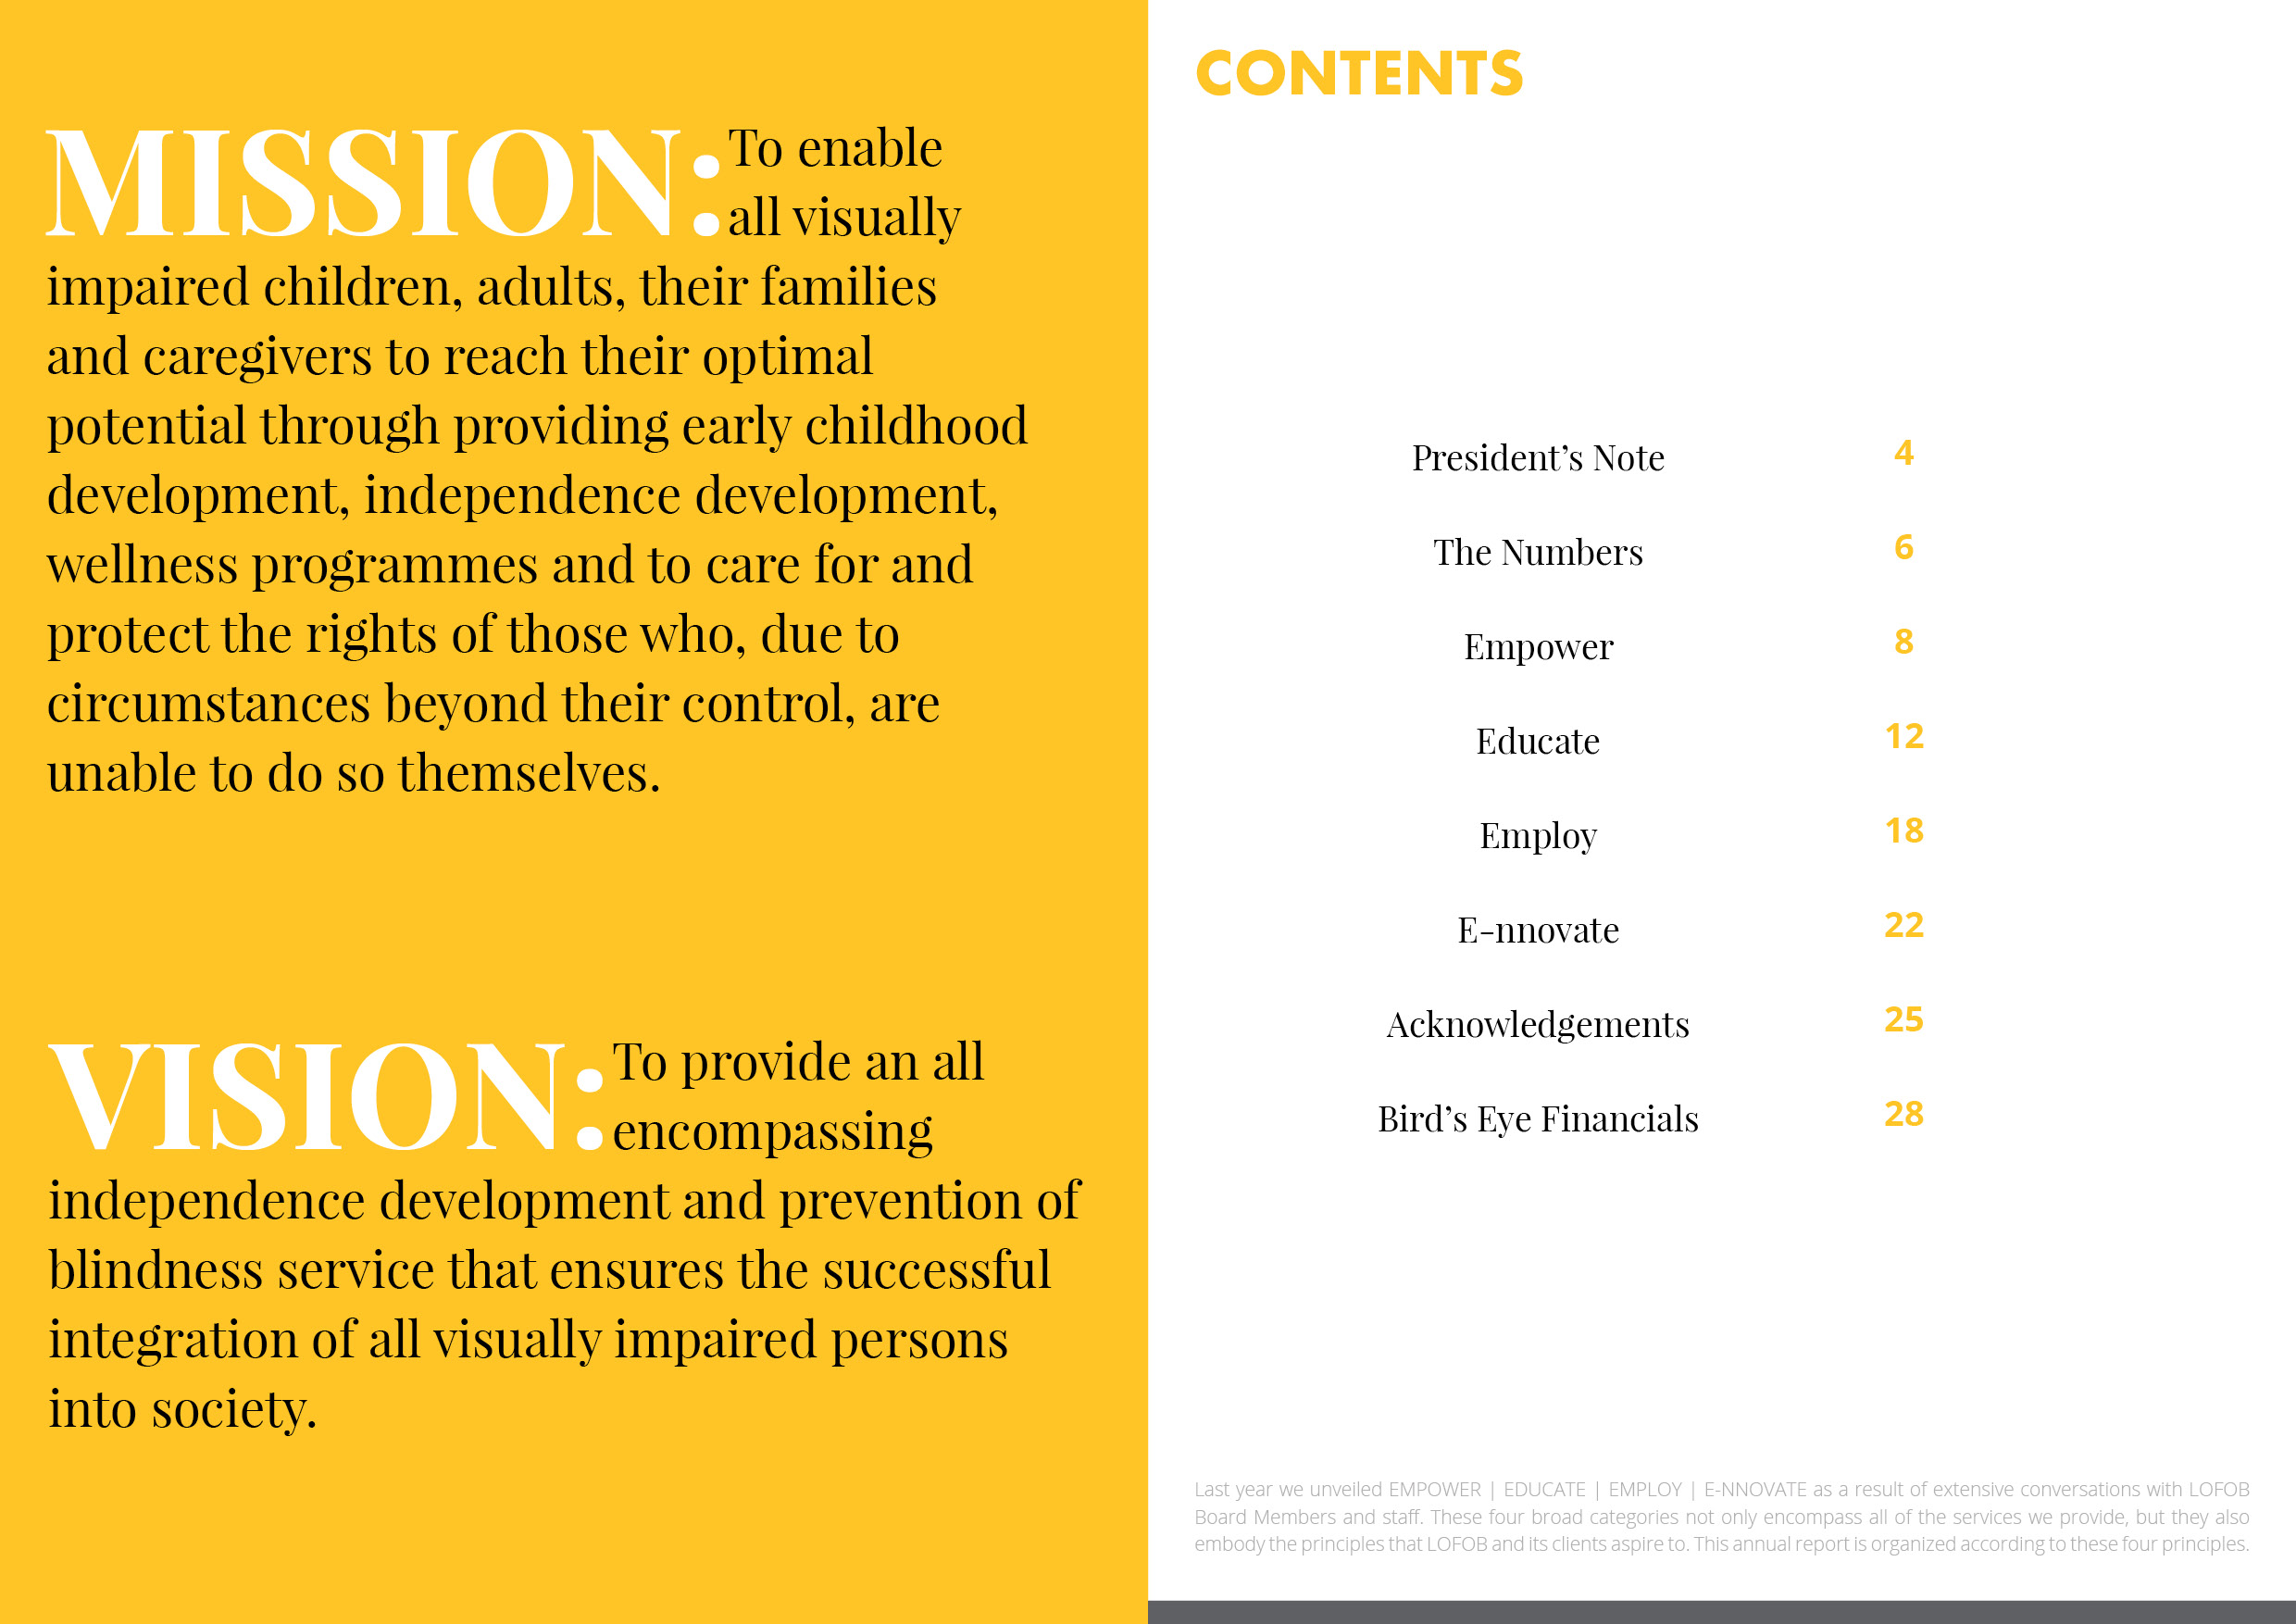 MISSION: To enable
all visually
impaired children, adults, their families
and caregivers to reach their optimal
potential through providing early childhood
development, independence development,
wellness programmes and to care for and
protect the rights of those who, due to
circumstances beyond their control, are
unable to do so themselves.
VISION: To provide an all
encompassing
independence development and prevention of
blindness service that ensures the successful
integration of all visually impaired persons
into society.
CONTENTS
President’s Note 4
The Numbers 6
Empower 8
Educate 12
Employ 18
E-nnovate 22
Acknowledgements 25
Bird’s Eye Financials 28
Last year we unveiled EMPOWER | EDUCATE | EMPLOY | E-NNOVATE as a result of extensive conversations with LOFOB
Board Members and staff. These four broad categories not only encompass all of the services we provide, but they also
embody the principles that LOFOB and its clients aspire to. This annual report is organized according to these four principles.